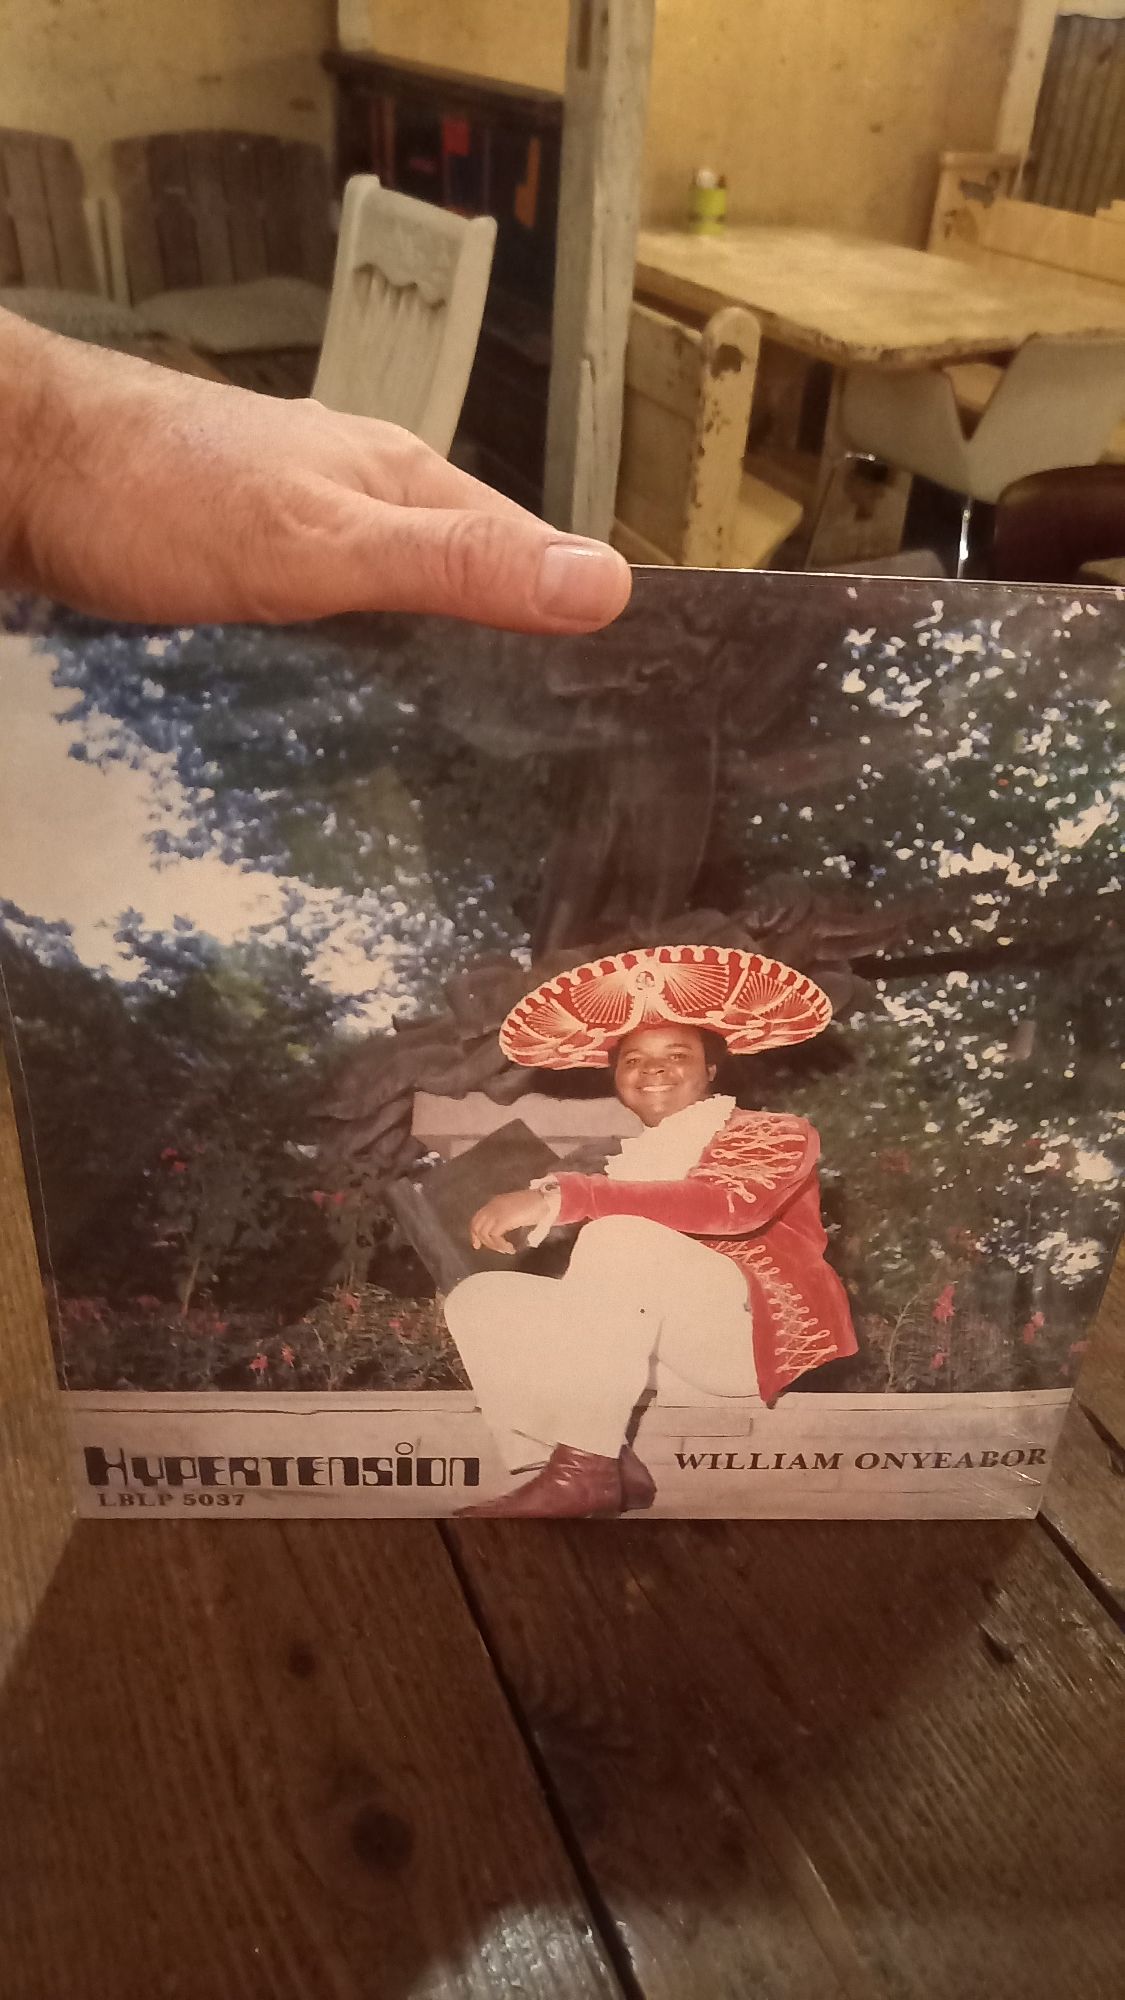 HYPERTENSION
LBLP 5037
WILLIAM ONYEABOR